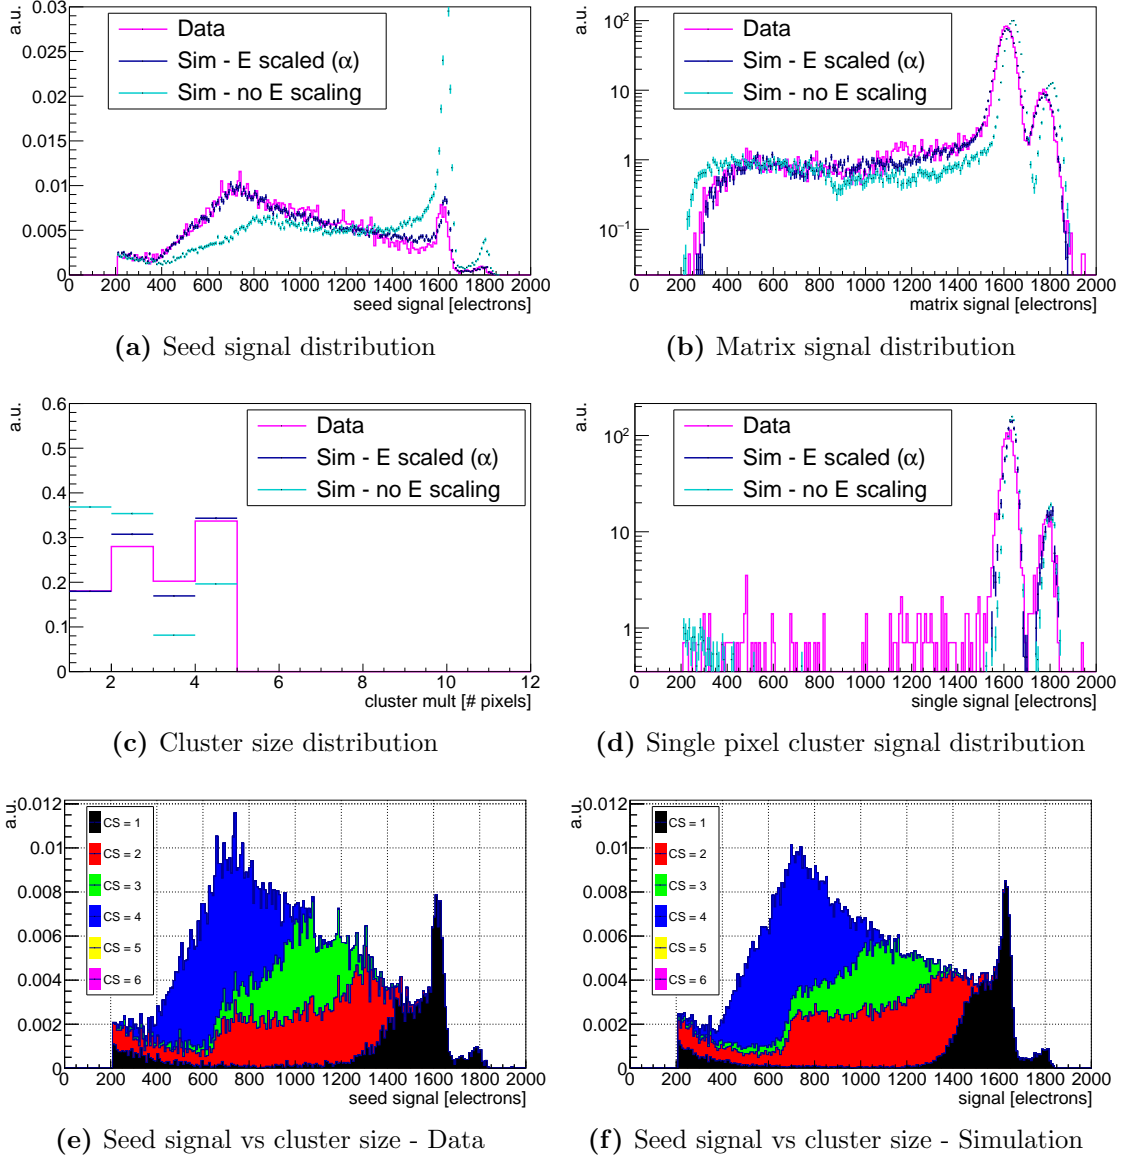 a.u.
0.03
0.025
0.02
0.015
0.01
0.005
0
Data
Sim - E scaled (α)
Sim - no E scaling
0 200 400 600 800 1000 1200 1400 1600 1800 2000
seed signal [electrons]
(a) Seed signal distribution
a.u.
10²
10
1
10⁻¹
Data
Sim - E scaled (α)
Sim - no E scaling
0 200 400 600 800 1000 1200 1400 1600 1800 2000
matrix signal [electrons]
(b) Matrix signal distribution
a.u.
0.6
0.5
0.4
0.3
0.2
0.1
0
Data
Sim - E scaled (α)
Sim - no E scaling
2 4 6 8 10 12
cluster mult [# pixels]
(c) Cluster size distribution
a.u.
10²
10
1
Data
Sim - E scaled (α)
Sim - no E scaling
0 200 400 600 800 1000 1200 1400 1600 1800 2000
single signal [electrons]
(d) Single pixel cluster signal distribution
a.u.
0.012
0.01
0.008
0.006
0.004
0.002
0
CS = 1
CS = 2
CS = 3
CS = 4
CS = 5
CS = 6
0 200 400 600 800 1000 1200 1400 1600 1800 2000
seed signal [electrons]
(e) Seed signal vs cluster size - Data
a.u.
0.012
0.01
0.008
0.006
0.004
0.002
0
CS = 1
CS = 2
CS = 3
CS = 4
CS = 5
CS = 6
0 200 400 600 800 1000 1200 1400 1600 1800 2000
signal [electrons]
(f) Seed signal vs cluster size - Simulation